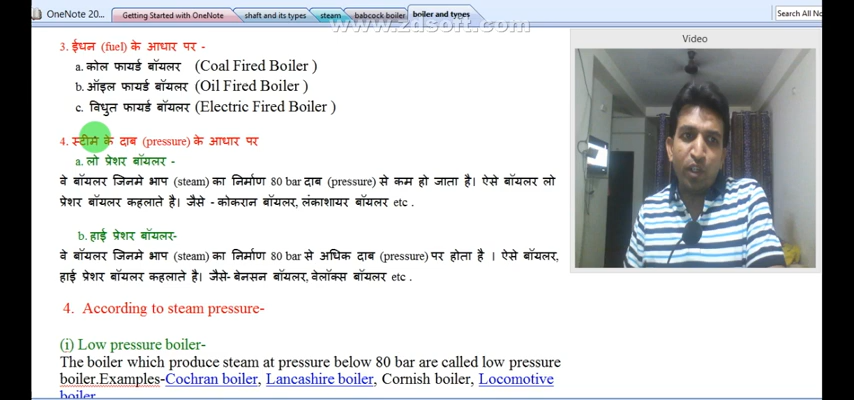 www.zdsoft.com
OneNote 20... Getting Started with OneNote shaft and its types steam babcock boiler boiler and types Search All No
Video
3. ईधन (fuel) के आधार पर -
a. कोल फायर्ड बॉयलर (Coal Fired Boiler )
b. ऑइल फायर्ड बॉयलर (Oil Fired Boiler )
c. विधुत फायर्ड बॉयलर (Electric Fired Boiler )
4. स्टीम के दाब (pressure) के आधार पर
a. लो प्रेशर बॉयलर -
वे बॉयलर जिनमे भाप (steam) का निर्माण 80 bar दाब (pressure) से कम हो जाता है। ऐसे बॉयलर लो
प्रेशर बॉयलर कहलाते है। जैसे - कोकरान बॉयलर, लंकाशायर बॉयलर etc .
b. हाई प्रेशर बॉयलर-
वे बॉयलर जिनमे भाप (steam) का निर्माण 80 bar से अधिक दाब (pressure) पर होता है । ऐसे बॉयलर,
हाई प्रेशर बॉयलर कहलाते है। जैसे- बेनसन बॉयलर, वेलॉक्स बॉयलर etc .
4. According to steam pressure-
(i) Low pressure boiler-
The boiler which produce steam at pressure below 80 bar are called low pressure
boiler.Examples-Cochran boiler, Lancashire boiler, Cornish boiler, Locomotive
boiler